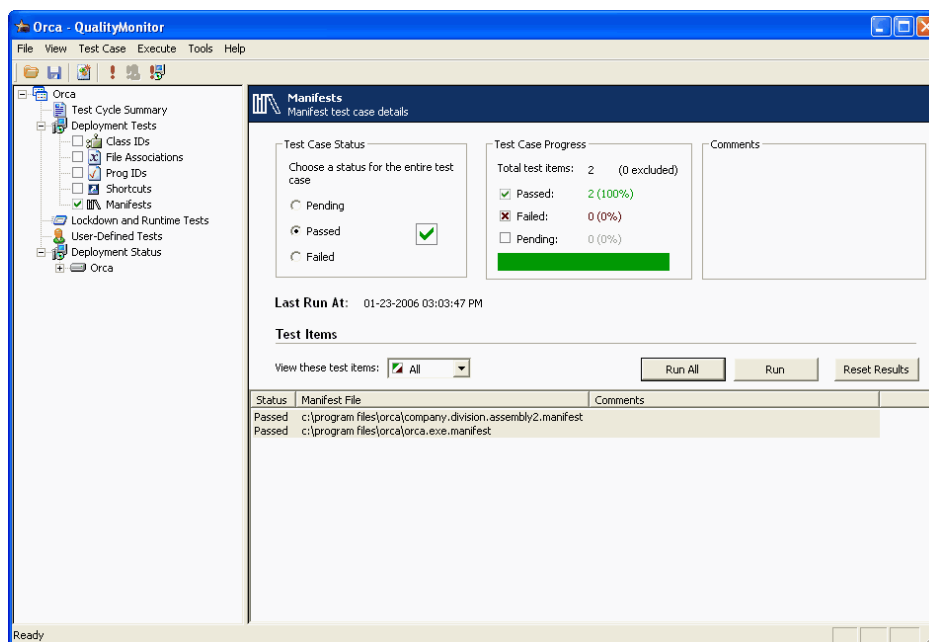 Orca - QualityMonitor
File View Test Case Execute Tools Help
Orca
Test Cycle Summary
Deployment Tests
Class IDs
File Associations
Prog IDs
Shortcuts
Manifests
Lockdown and Runtime Tests
User-Defined Tests
Deployment Status
Orca
Manifests
Manifest test case details
Test Case Status
Choose a status for the entire test
case
Pending
Passed
Failed
Test Case Progress
Total test items: 2 (0 excluded)
Passed: 2 (100%)
Failed: 0 (0%)
Pending: 0 (0%)
Comments
Last Run At: 01-23-2006 03:03:47 PM
Test Items
View these test items: All
Run All
Run
Reset Results
Status Manifest File Comments
Passed c:\program files\orca\company.division.assembly2.manifest
Passed c:\program files\orca\orca.exe.manifest
Ready